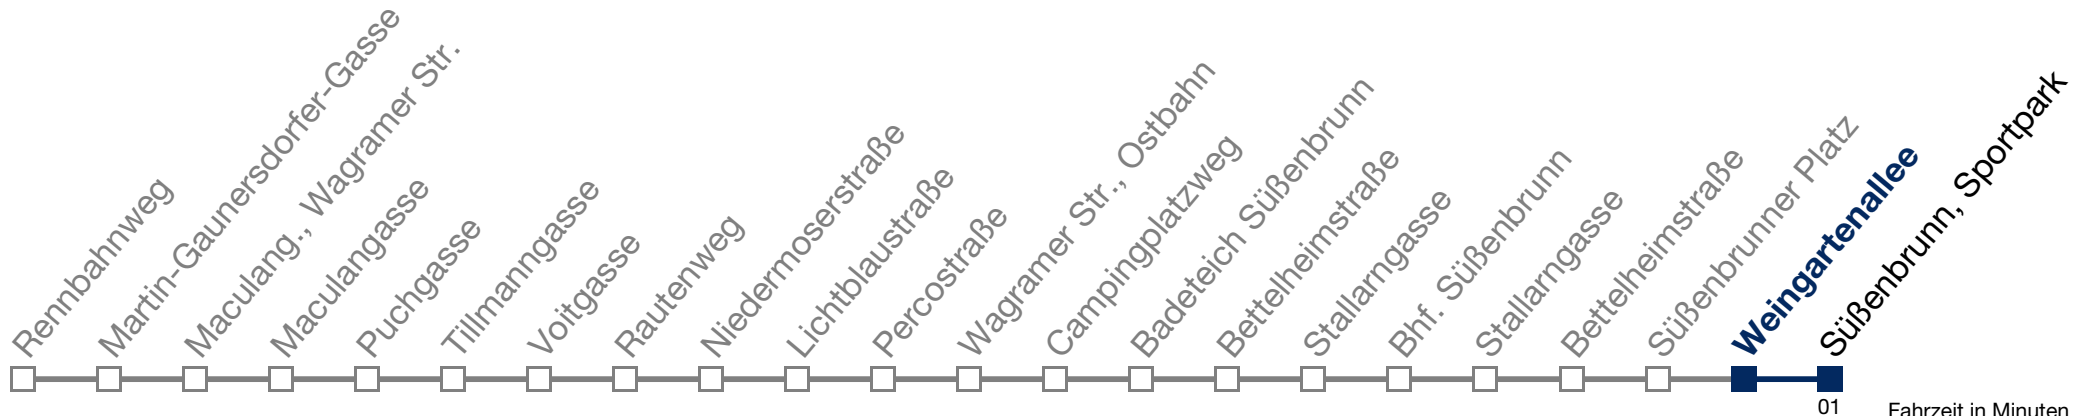 Rennbahnweg
Martin-Gaunersdorfer-Gasse
Maculang., Wagramer Str.
Maculangasse
Puchgasse
Tillmanngasse
Voitgasse
Rautenweg
Niedermoserstraße
Lichtblaustraße
Percostraße
Wagramer Str., Ostbahn
Campingplatzweg
Badeteich Süßenbrunn
Bettelheimstraße
Stallarngasse
Bhf. Süßenbrunn
Stallarngasse
Bettelheimstraße
Süßenbrunner Platz
Weingartenallee
Süßenbrunn, Sportpark
01
Fahrzeit in Minuten